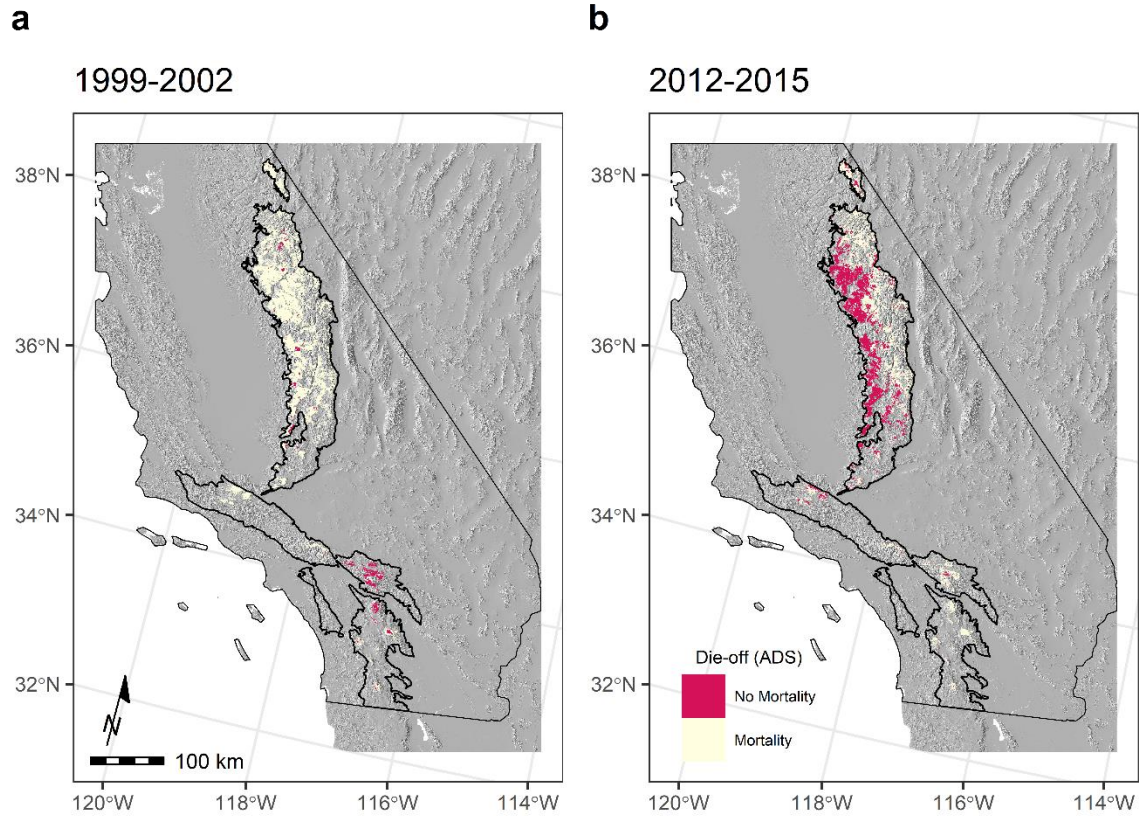 a
b
1999-2002
2012-2015
38°N
36°N
34°N
32°N
N
100 km
120°W
118°W
116°W
114°W
38°N
36°N
34°N
32°N
Die-off (ADS)
No Mortality
Mortality
120°W
118°W
116°W
114°W